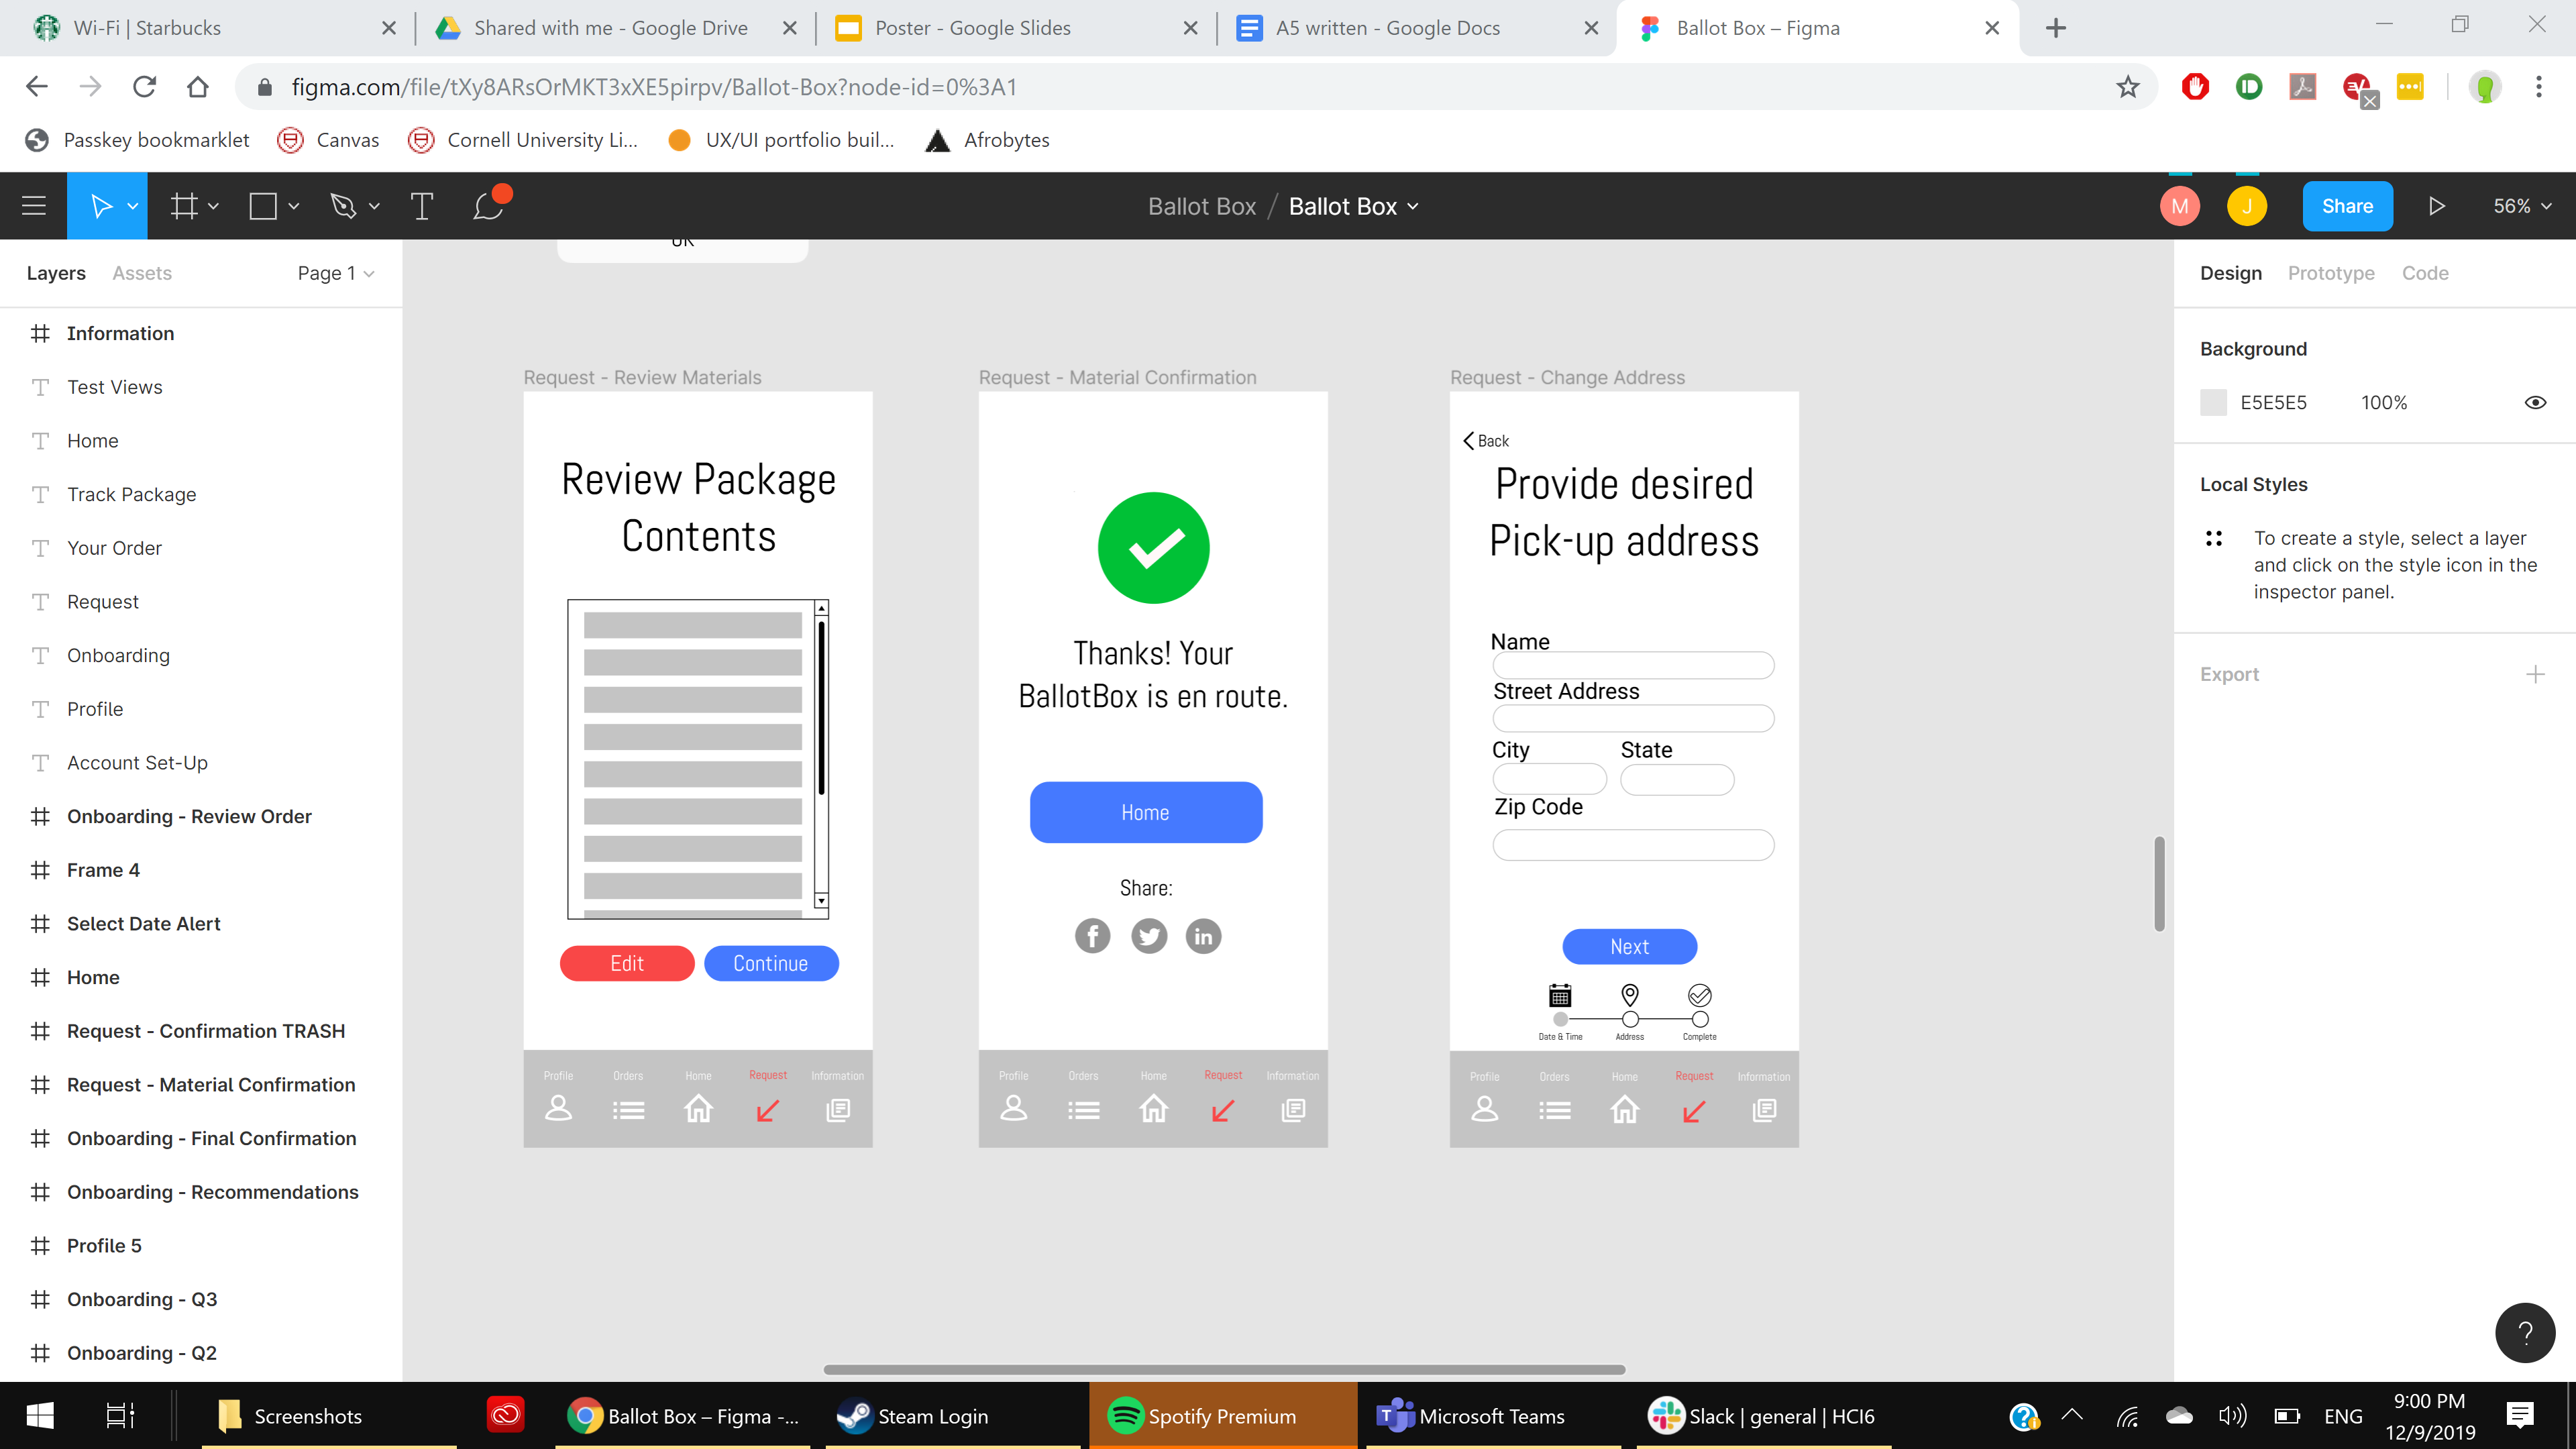 Wi-Fi | Starbucks
Shared with me - Google Drive
Poster - Google Slides
A5 written - Google Docs
Ballot Box – Figma
figma.com/file/tXy8ARsOrMKT3xXE5pirpv/Ballot-Box?node-id=0%3A1
Passkey bookmarklet
Canvas
Cornell University Li...
UX/UI portfolio buil...
Afrobytes
Ballot Box / Ballot Box
M
J
Share
56%
Layers
Assets
Page 1
Information
Test Views
Home
Track Package
Your Order
Request
Onboarding
Profile
Account Set-Up
Onboarding - Review Order
Frame 4
Select Date Alert
Home
Request - Confirmation TRASH
Request - Material Confirmation
Onboarding - Final Confirmation
Onboarding - Recommendations
Profile 5
Onboarding - Q3
Onboarding - Q2
Request - Review Materials
Review Package
Contents
Edit
Continue
Profile
Orders
Home
Request
Information
Request - Material Confirmation
Thanks! Your
BallotBox is en route.
Home
Share:
f
in
Profile
Orders
Home
Request
Information
Request - Change Address
Back
Provide desired
Pick-up address
Name
Street Address
City
State
Zip Code
Next
Date & Time
Address
Complete
Profile
Orders
Home
Request
Information
Design
Prototype
Code
Background
E5E5E5
100%
Local Styles
To create a style, select a layer
and click on the style icon in the
inspector panel.
Export
?
Screenshots
Ballot Box – Figma -...
Steam Login
Spotify Premium
Microsoft Teams
Slack | general | HCI6
ENG
9:00 PM
12/9/2019